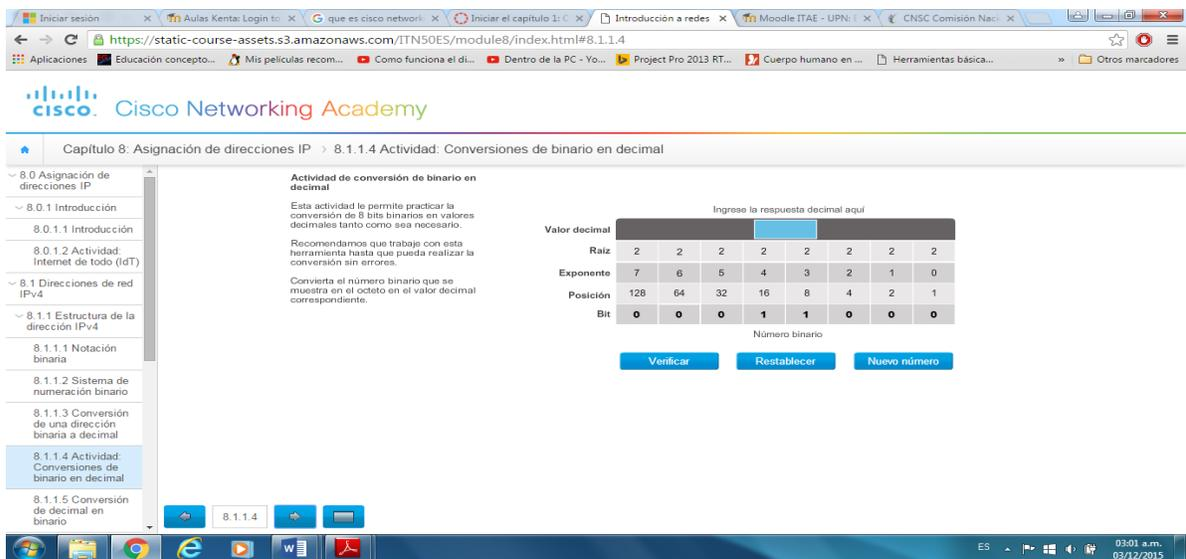 Iniciar sesión
Aulas Kenta: Login to
que es cisco network
Iniciar el capítulo 1: C
Introducción a redes
Moodle ITAE - UPN: 
CNSC Comisión Naci
https://static-course-assets.s3.amazonaws.com/ITN50ES/module8/index.html#8.1.1.4
Aplicaciones Educación concepto... Mis películas recom... Como funciona el di... Dentro de la PC - Yo... Project Pro 2013 RT... Cuerpo humano en ... Herramientas básica... » Otros marcadores
CISCO. Cisco Networking Academy
Capítulo 8: Asignación de direcciones IP > 8.1.1.4 Actividad: Conversiones de binario en decimal
8.0 Asignación de
direcciones IP
8.0.1 Introducción
8.0.1.1 Introducción
8.0.1.2 Actividad:
Internet de todo (IdT)
8.1 Direcciones de red
IPv4
8.1.1 Estructura de la
dirección IPv4
8.1.1.1 Notación
binaria
8.1.1.2 Sistema de
numeración binario
8.1.1.3 Conversión
de una dirección
binaria a decimal
8.1.1.4 Actividad:
Conversiones de
binario en decimal
8.1.1.5 Conversión
de decimal en
binario
Actividad de conversión de binario en
decimal
Esta actividad le permite practicar la
conversión de 8 bits binarios en valores
decimales tanto como sea necesario.
Recomendamos que trabaje con esta
herramienta hasta que pueda realizar la
conversión sin errores.
Convierta el número binario que se
muestra en el octeto en el valor decimal
correspondiente.
Ingrese la respuesta decimal aquí
Valor decimal
Raíz 2 2 2 2 2 2 2 2
Exponente 7 6 5 4 3 2 1 0
Posición 128 64 32 16 8 4 2 1
Bit 0 0 0 1 1 0 0 0
Número binario
Verificar Restablecer Nuevo número
8.1.1.4
ES 03:01 a.m.
03/12/2015